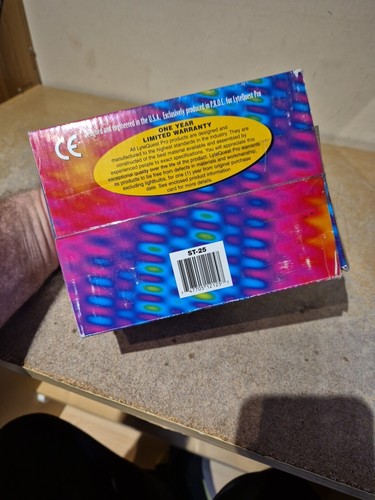 CE
and engineered in the U.S.A. Exclusively produced in P.R.O.C. for LyteQuest Pro
ONE YEAR
LIMITED WARRANTY
All LyteQuest Pro products are designed and
manufactured to the highest standards in the industry. They are
constructed of the best material available and assembled by
experienced people to exact specifications. You will appreciate this
exceptional quality over the life of the product. LyteQuest Pro warrants
its products to be free from defects in materials and workmanship,
excluding lightbulbs, for one (1) year from original purchase
date. See enclosed product information
card for more details.
ST-25